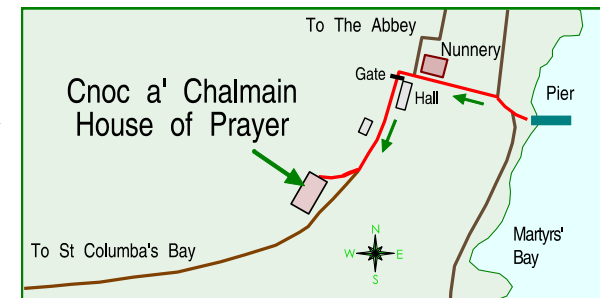 To The Abbey
Nunnery
Gate
Hall
Pier
Cnoc a' Chalmain
House of Prayer
N
W E
S
To St Columba's Bay
Martyrs'
Bay